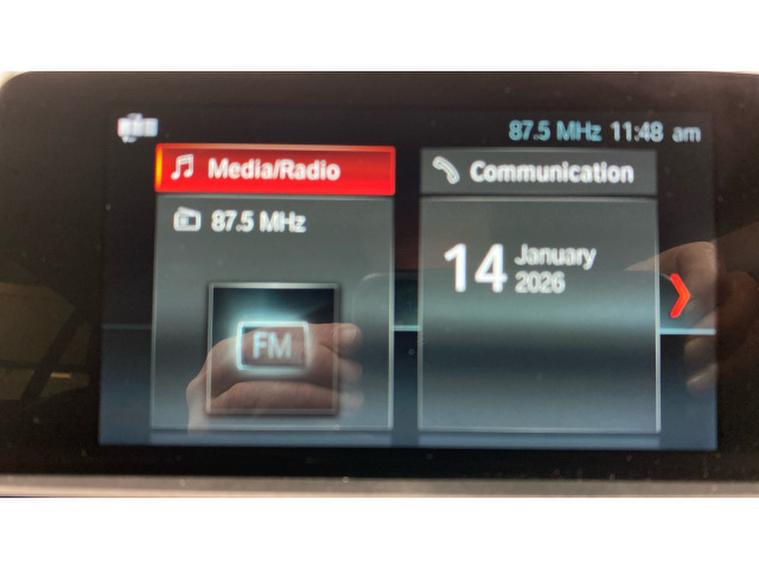 87.5 MHz 11:48 am
Media/Radio
Communication
87.5 MHz
14 January
2026
FM